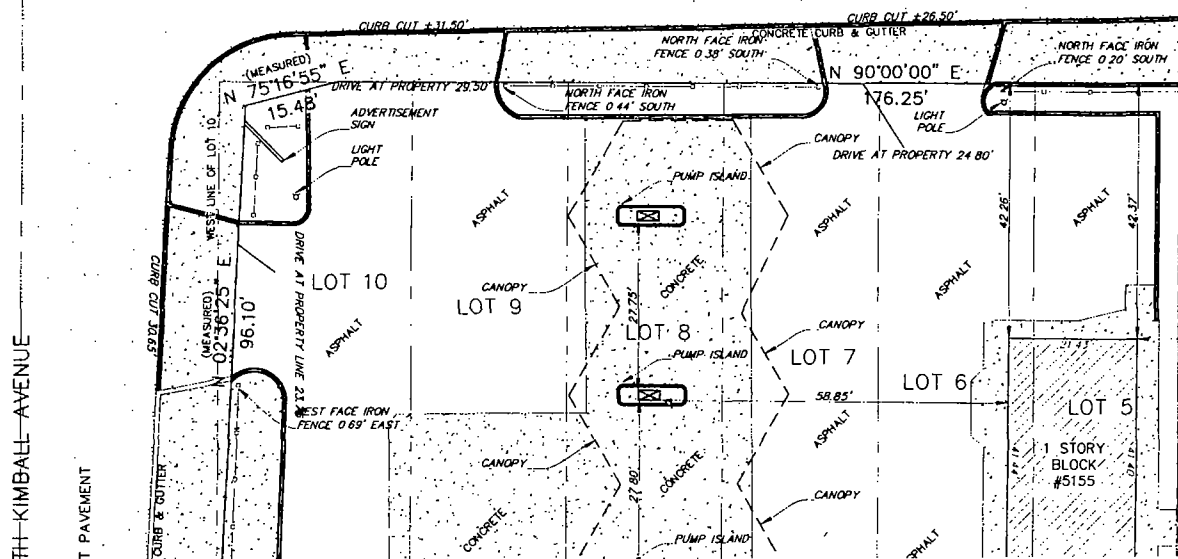 CURB CUT ±31.50'
CURB CUT ±26.50'
NORTH FACE IRON
FENCE 0.38' SOUTH
CONCRETE CURB & GUTTER
NORTH FACE IRON
FENCE 0.20' SOUTH
(MEASURED)
N 75°16'55" E
15.48'
DRIVE AT PROPERTY 29.50'
NORTH FACE IRON
FENCE 0.44' SOUTH
N 90°00'00" E
176.25'
LIGHT
POLE
ADVERTISEMENT
SIGN
LIGHT
POLE
CANOPY
DRIVE AT PROPERTY 24.80'
WEST LINE OF LOT 10
PUMP ISLAND
ASPHALT
ASPHALT
ASPHALT
42.26'
42.37'
CURB CUT 30.65'
(MEASURED)
N 02°36'25" E
96.10'
DRIVE AT PROPERTY LINE
LOT 10
CANOPY
LOT 9
CONCRETE
27.75'
ASPHALT
ASPHALT
LOT 8
CANOPY
LOT 7
PUMP ISLAND
LOT 6
58.85'
LOT 5
WEST FACE IRON
FENCE 0.69' EAST
ASPHALT
1 STORY
BLOCK
#5155
CANOPY
CONCRETE
27.80'
CANOPY
CONCRETE
PUMP ISLAND
KIMBALL AVENUE
PAVEMENT
CURB & GUTTER